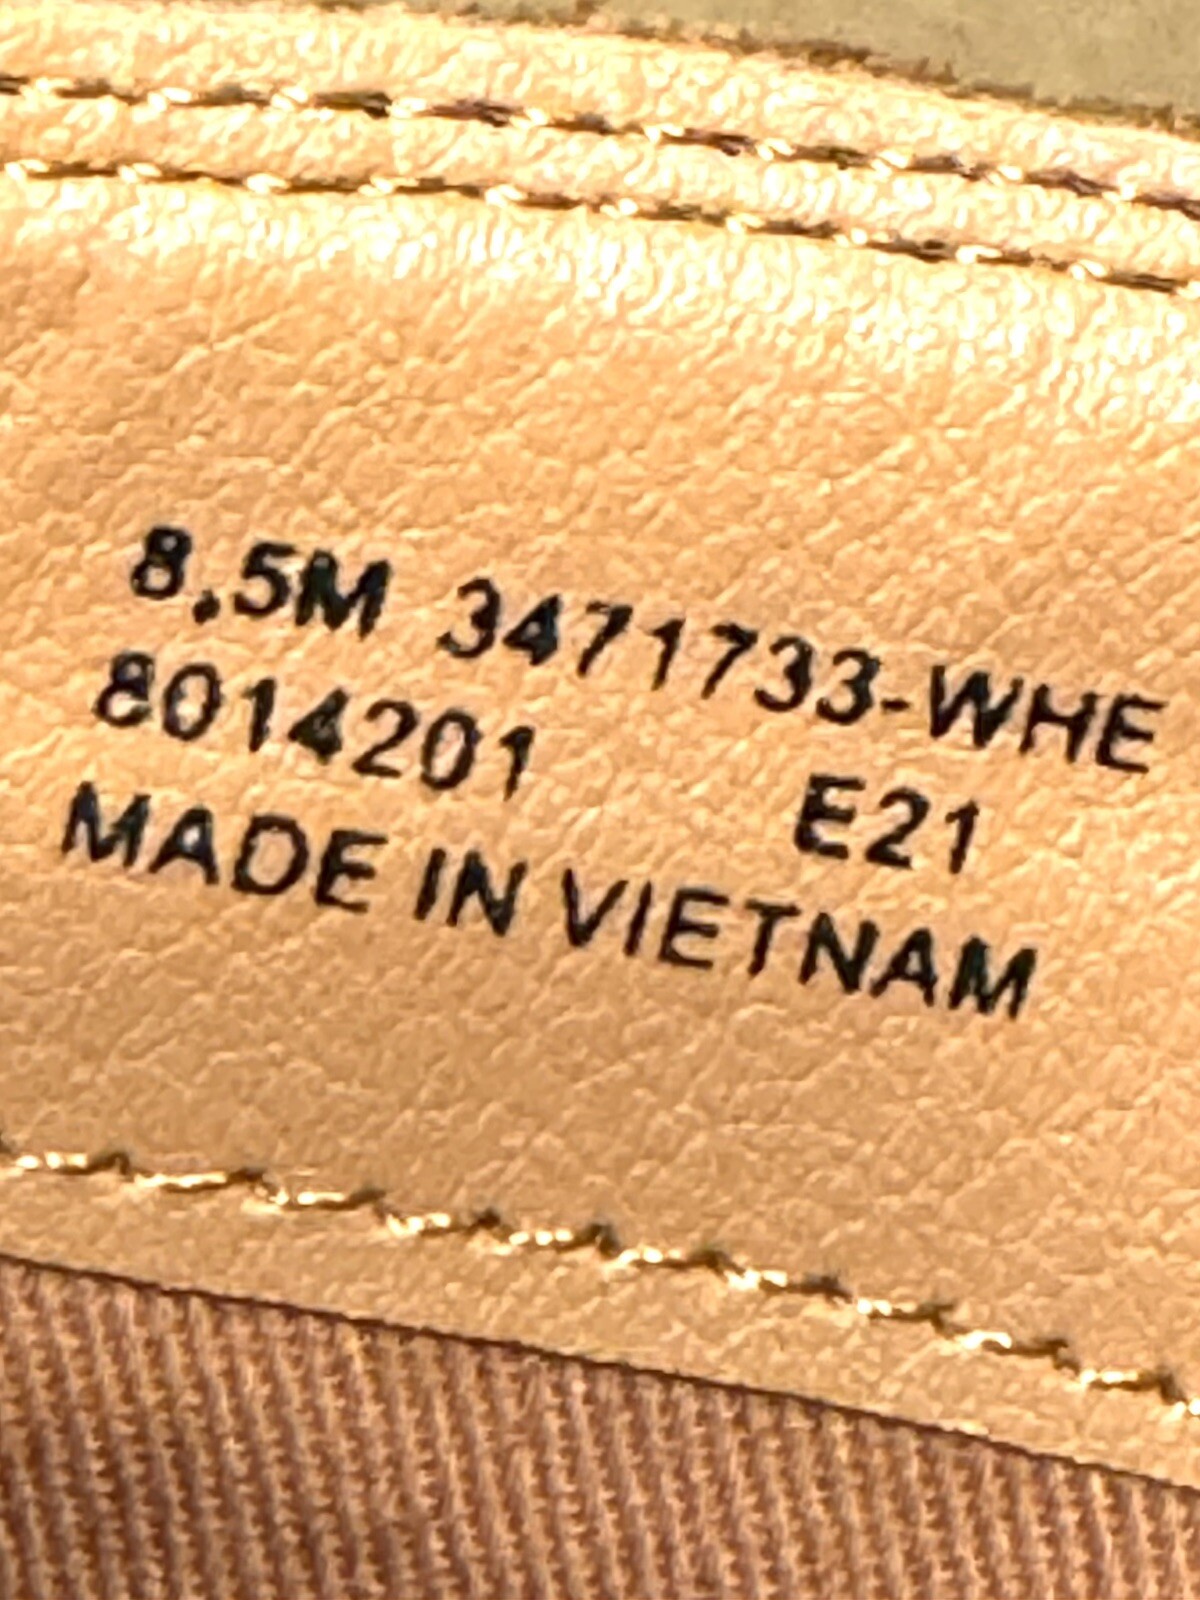 8.5M 3471733-WHE
8014201 E21
MADE IN VIETNAM